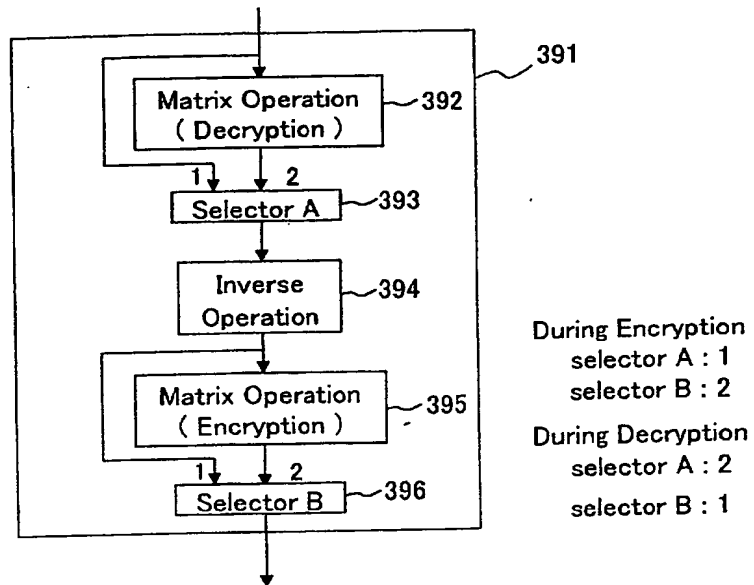 391
Matrix Operation
( Decryption )
392
1
2
Selector A
393
Inverse
Operation
394
Matrix Operation
( Encryption )
395
1
2
Selector B
396
During Encryption
selector A : 1
selector B : 2
During Decryption
selector A : 2
selector B : 1